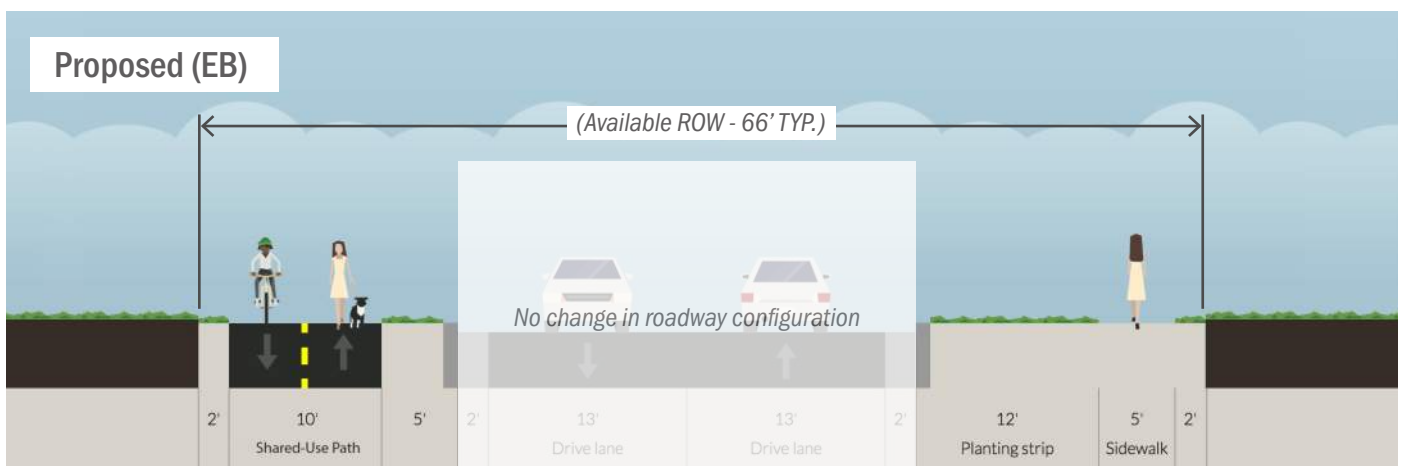 Proposed (EB)
(Available ROW - 66' TYP.)
No change in roadway configuration
2' 10' 5' 2' 13' 13' 2' 12' 5' 2'
Shared-Use Path Drive lane Drive lane Planting strip Sidewalk